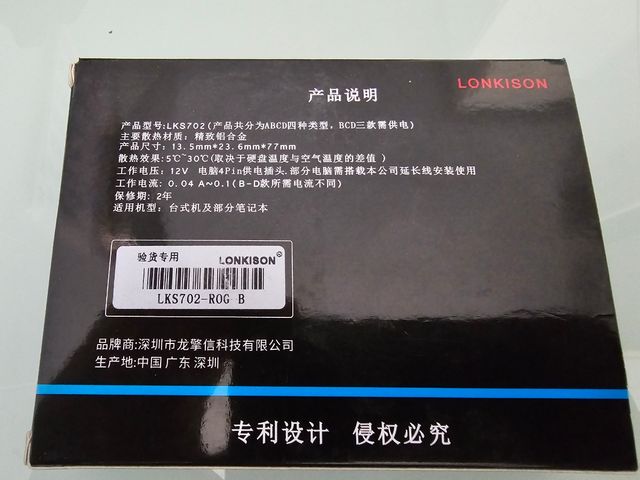 LONKISON
产品说明
产品型号:LKS702(产品共分为ABCD四种类型,BCD三款需供电)
主要散热材质: 精致铝合金
产品尺寸: 13.5mm*23.6mm*77mm
散热效果:5℃~30℃(取决于硬盘温度与空气温度的差值)
工作电压: 12V 电脑4Pin供电插头.部分电脑需搭载本公司延长线安装使用
工作电流: 0.04 A~0.1(B-D款所需电流不同)
保修期: 2年
适用机型: 台式机及部分笔记本
验货专用
LONKISON®
LKS702-ROG B
品牌商:深圳市龙擎信科技有限公司
生产地:中国 广东 深圳
专利设计 侵权必究